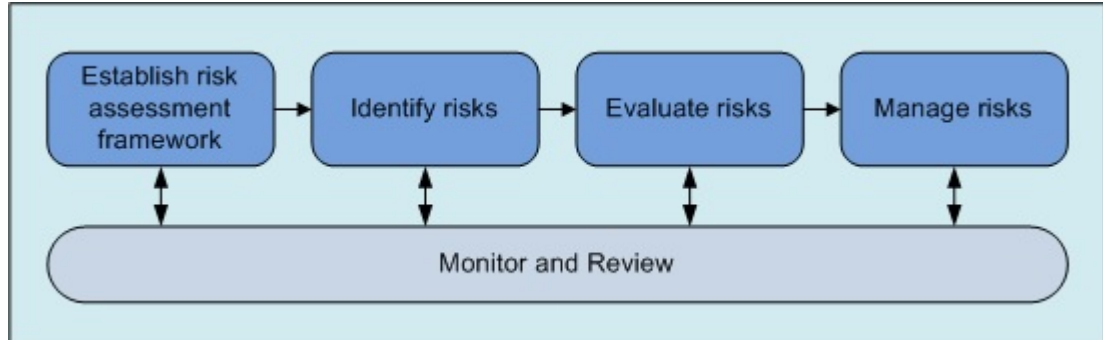 Establish risk
assessment
framework
Identify risks
Evaluate risks
Manage risks
Monitor and Review